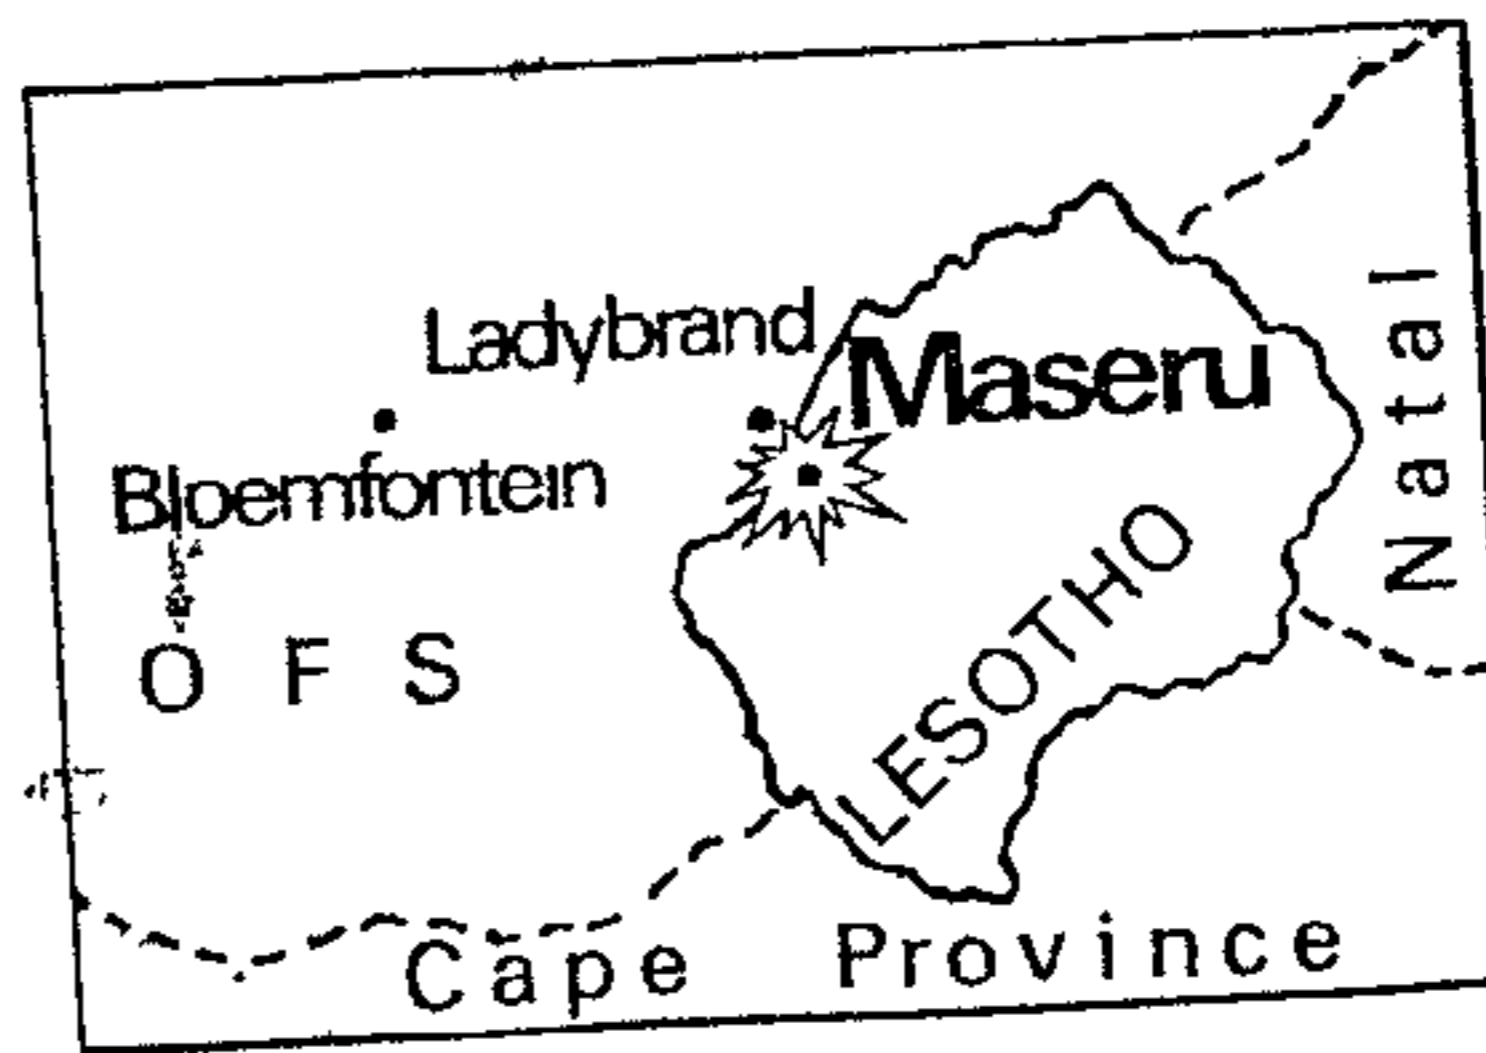 Ladybrand
Maseru
Bloemfontein
Natal
LESOTHO
O F S
Cape Province